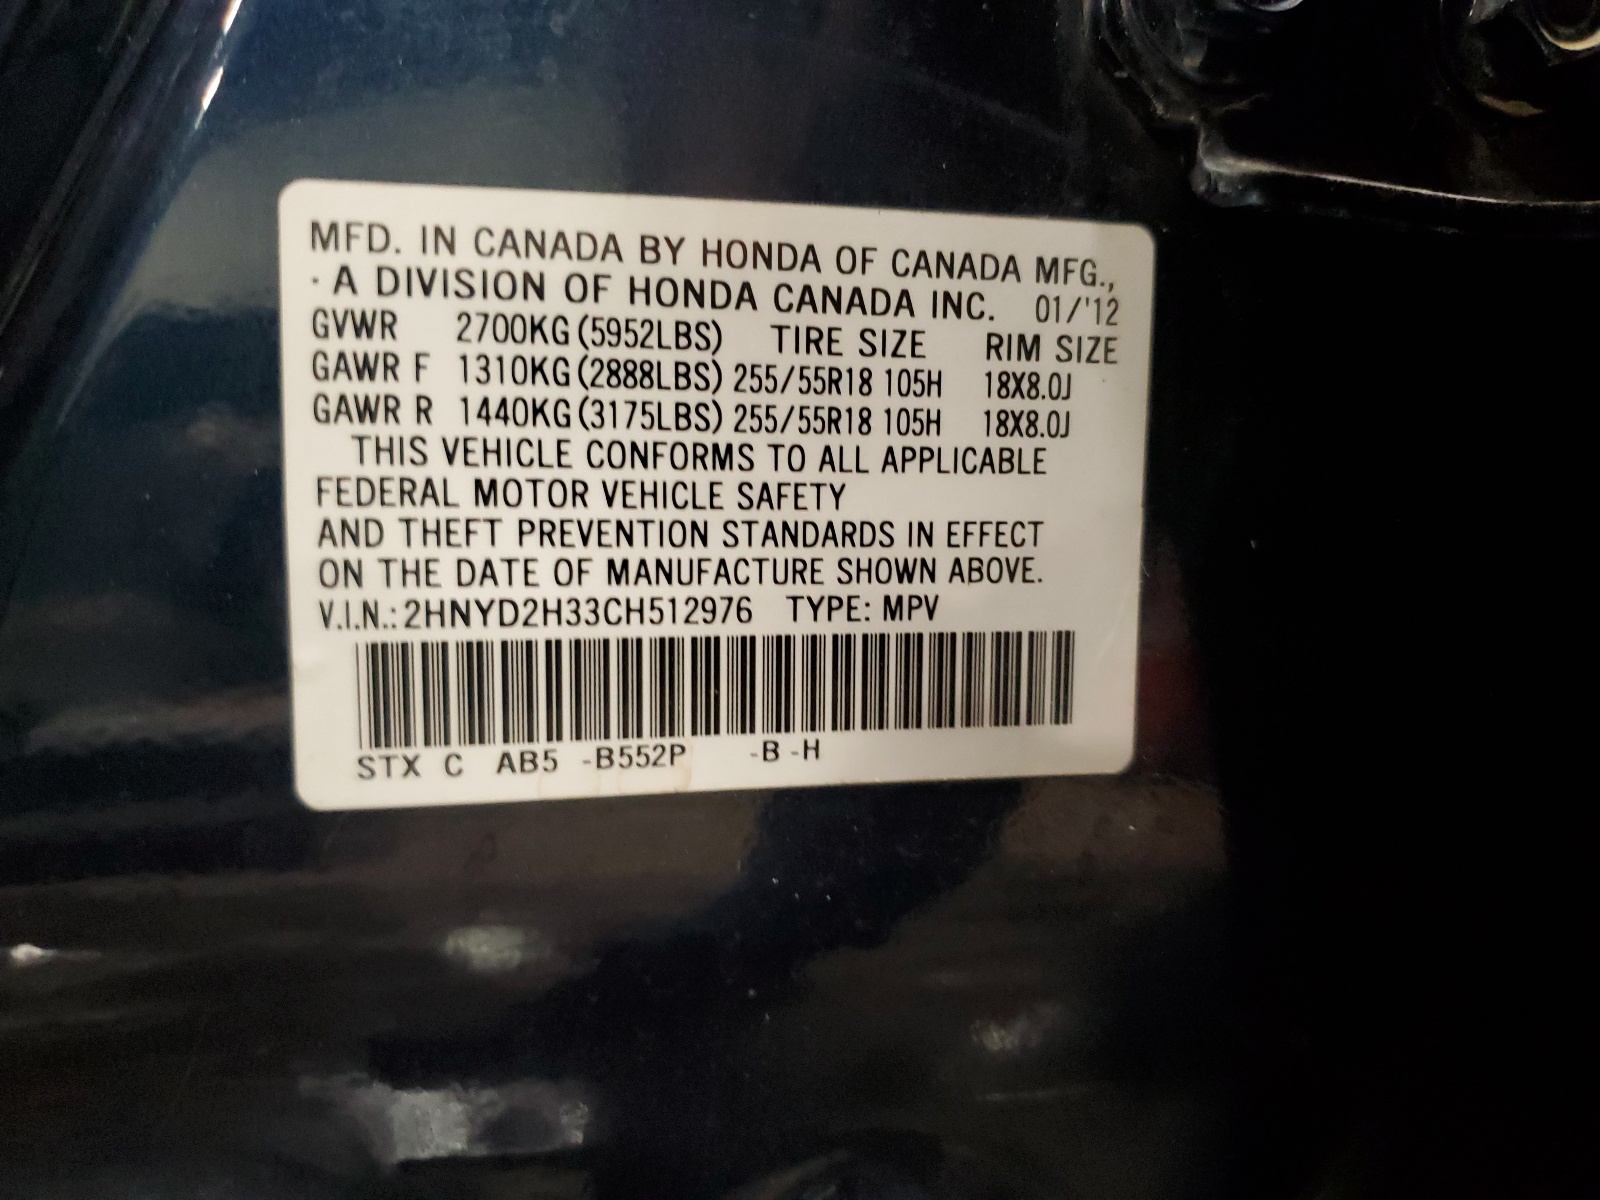 MFD. IN CANADA BY HONDA OF CANADA MFG.,
· A DIVISION OF HONDA CANADA INC. 01/'12
GVWR 2700KG (5952LBS) TIRE SIZE RIM SIZE
GAWR F 1310KG (2888LBS) 255/55R18 105H 18X8.0J
GAWR R 1440KG (3175LBS) 255/55R18 105H 18X8.0J
THIS VEHICLE CONFORMS TO ALL APPLICABLE
FEDERAL MOTOR VEHICLE SAFETY
AND THEFT PREVENTION STANDARDS IN EFFECT
ON THE DATE OF MANUFACTURE SHOWN ABOVE.
V.I.N.: 2HNYD2H33CH512976 TYPE: MPV
STX C AB5 -B552P -B -H